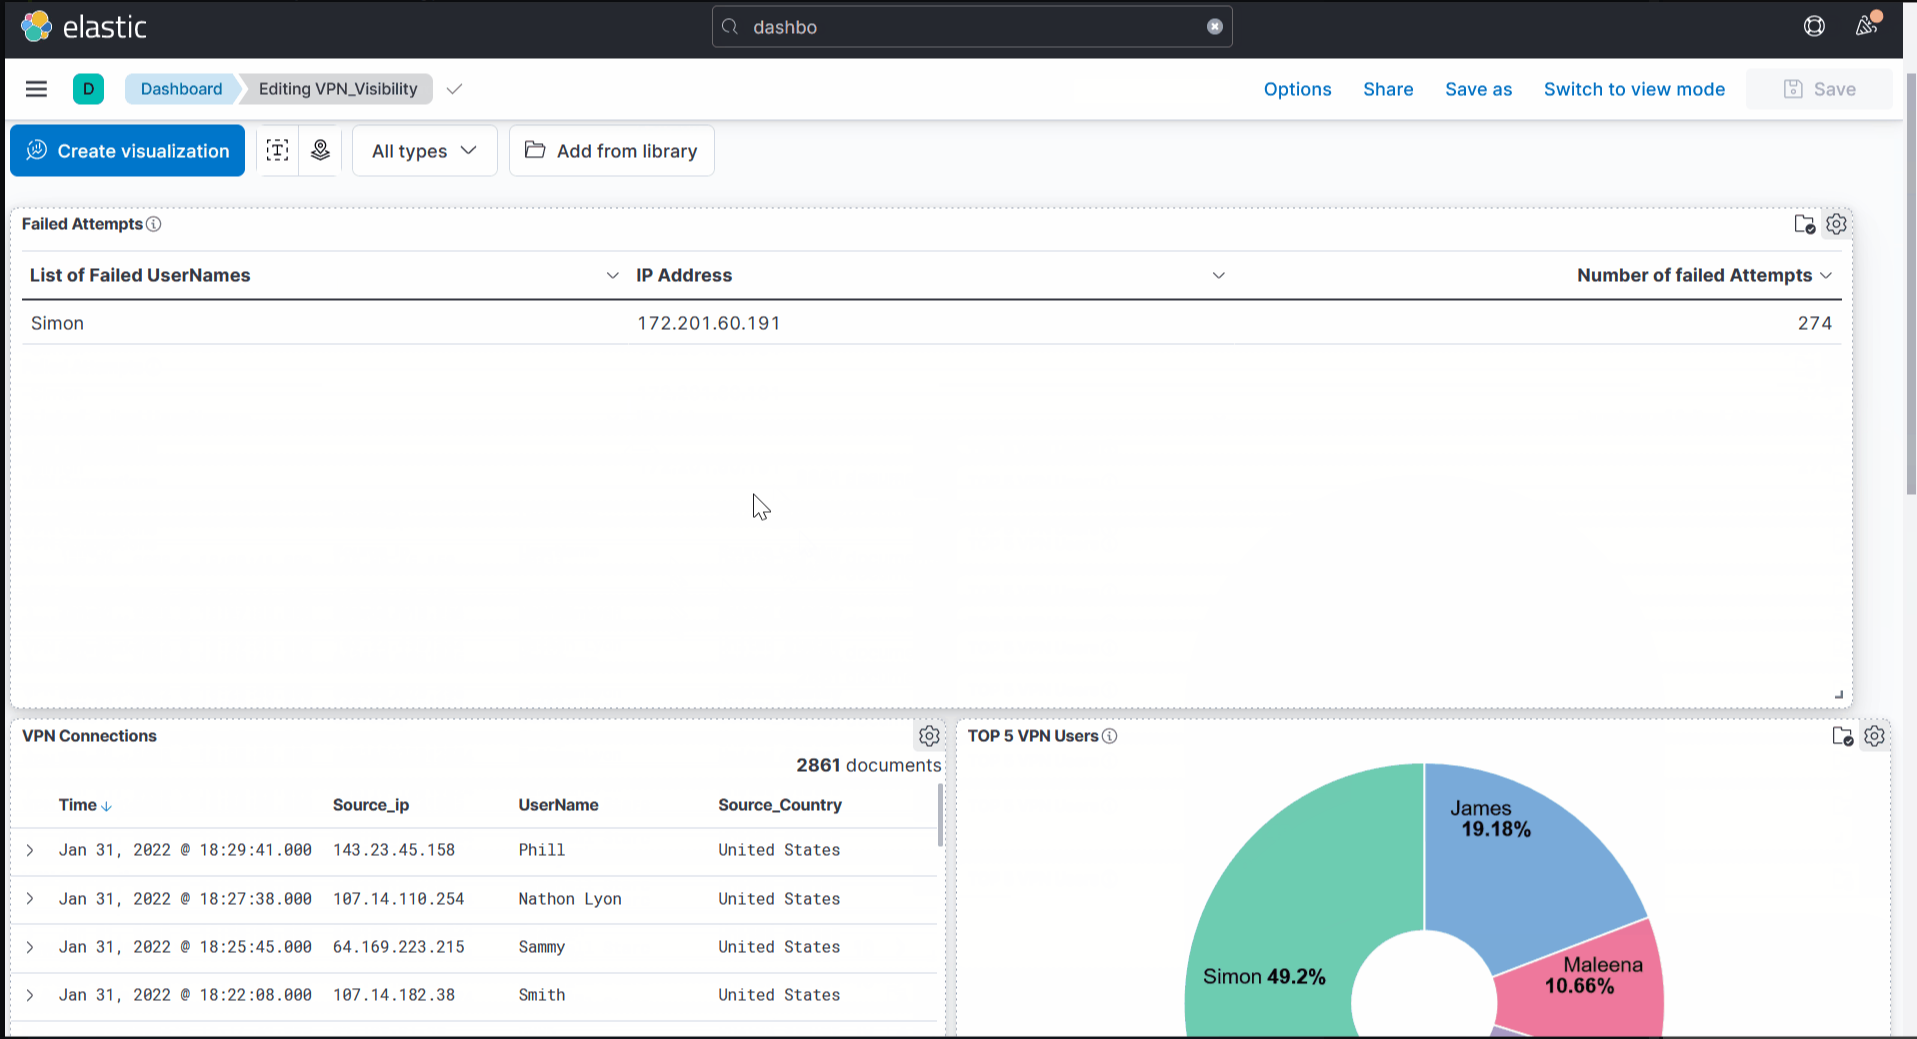 elastic
dashbo
D
Dashboard
Editing VPN_Visibility
Options
Share
Save as
Switch to view mode
Save
Create visualization
All types
Add from library
Failed Attempts
List of Failed UserNames IP Address Number of failed Attempts
Simon 172.201.60.191 274
VPN Connections
2861 documents
Time Source_ip UserName Source_Country
Jan 31, 2022 @ 18:29:41.000 143.23.45.158 Phill United States
Jan 31, 2022 @ 18:27:38.000 107.14.110.254 Nathon Lyon United States
Jan 31, 2022 @ 18:25:45.000 64.169.223.215 Sammy United States
Jan 31, 2022 @ 18:22:08.000 107.14.182.38 Smith United States
TOP 5 VPN Users
James
19.18%
Maleena
10.66%
Simon 49.2%